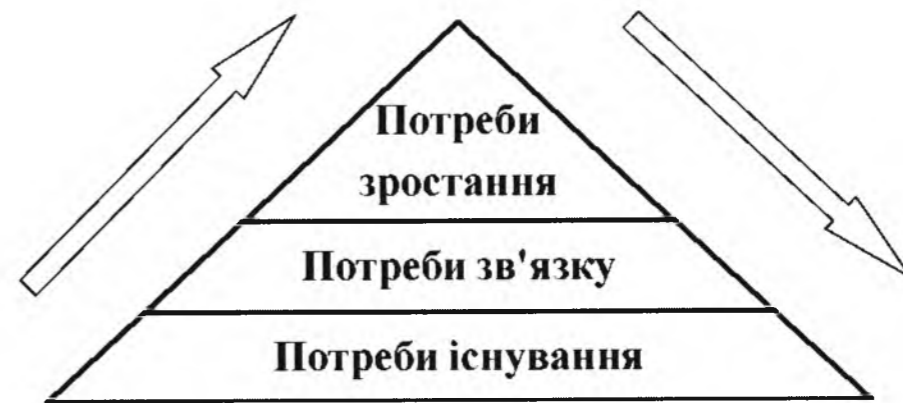 Потреби
зростання
Потреби зв'язку
Потреби існування